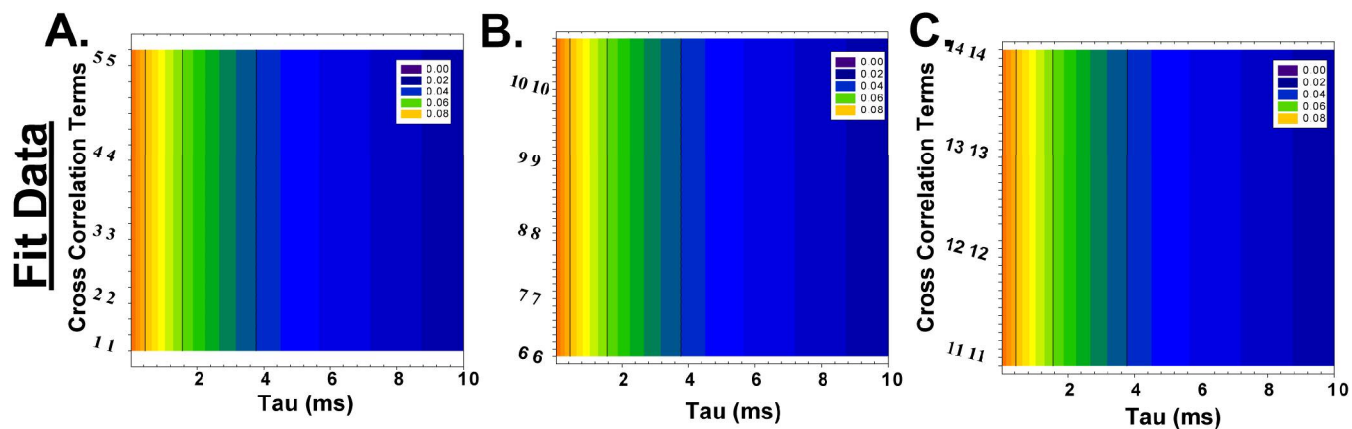 A.
B.
C.
Fit Data
Cross Correlation Terms
5 5
4 4
3 3
2 2
1 1
0.00
0.02
0.04
0.06
0.08
2 4 6 8 10
Tau (ms)
10 10
9 9
8 8
7 7
6 6
0.00
0.02
0.04
0.06
0 8
2 4 6 8 10
Tau (ms)
Cross Correlation Terms
14 14
13 13
12 12
11 11
0 00
0 02
0 04
0 06
0 08
2 4 6 8 10
Tau (ms)